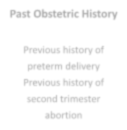 Past Obstetric History
Previous history of
preterm delivery
Previous history of
second trimester
abortion